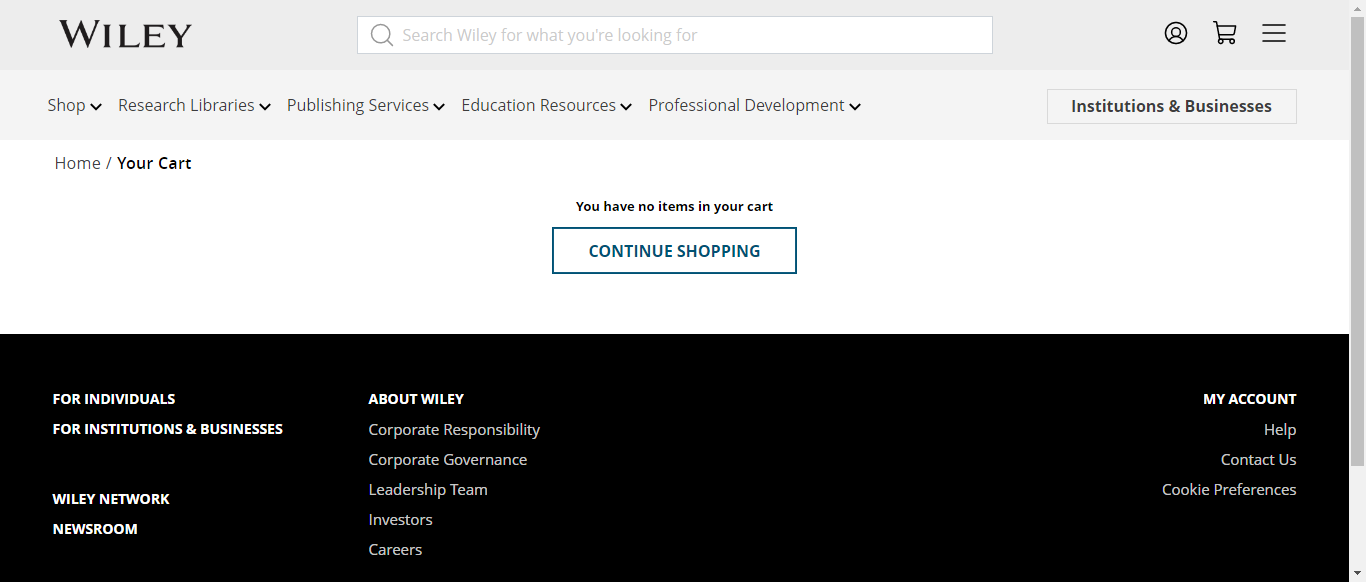 WILEY
Search Wiley for what you're looking for
Shop Research Libraries Publishing Services Education Resources Professional Development Institutions & Businesses
Home / Your Cart
You have no items in your cart
CONTINUE SHOPPING
FOR INDIVIDUALS
FOR INSTITUTIONS & BUSINESSES
WILEY NETWORK
NEWSROOM
ABOUT WILEY
Corporate Responsibility
Corporate Governance
Leadership Team
Investors
Careers
MY ACCOUNT
Help
Contact Us
Cookie Preferences